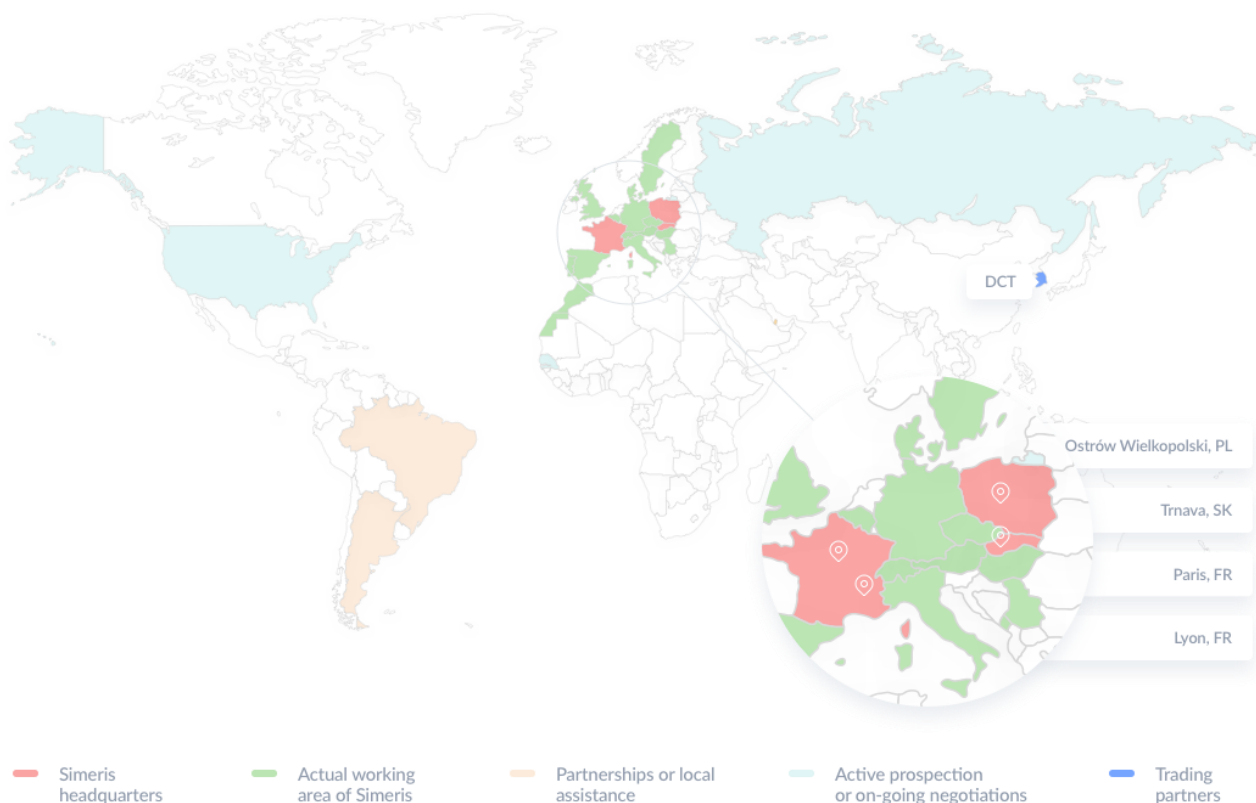 DCT
Ostrów Wielkopolski, PL
Trnava, SK
Paris, FR
Lyon, FR
Simeris
headquarters
Actual working
area of Simeris
Partnerships or local
assistance
Active prospection
or on-going negotiations
Trading
partners